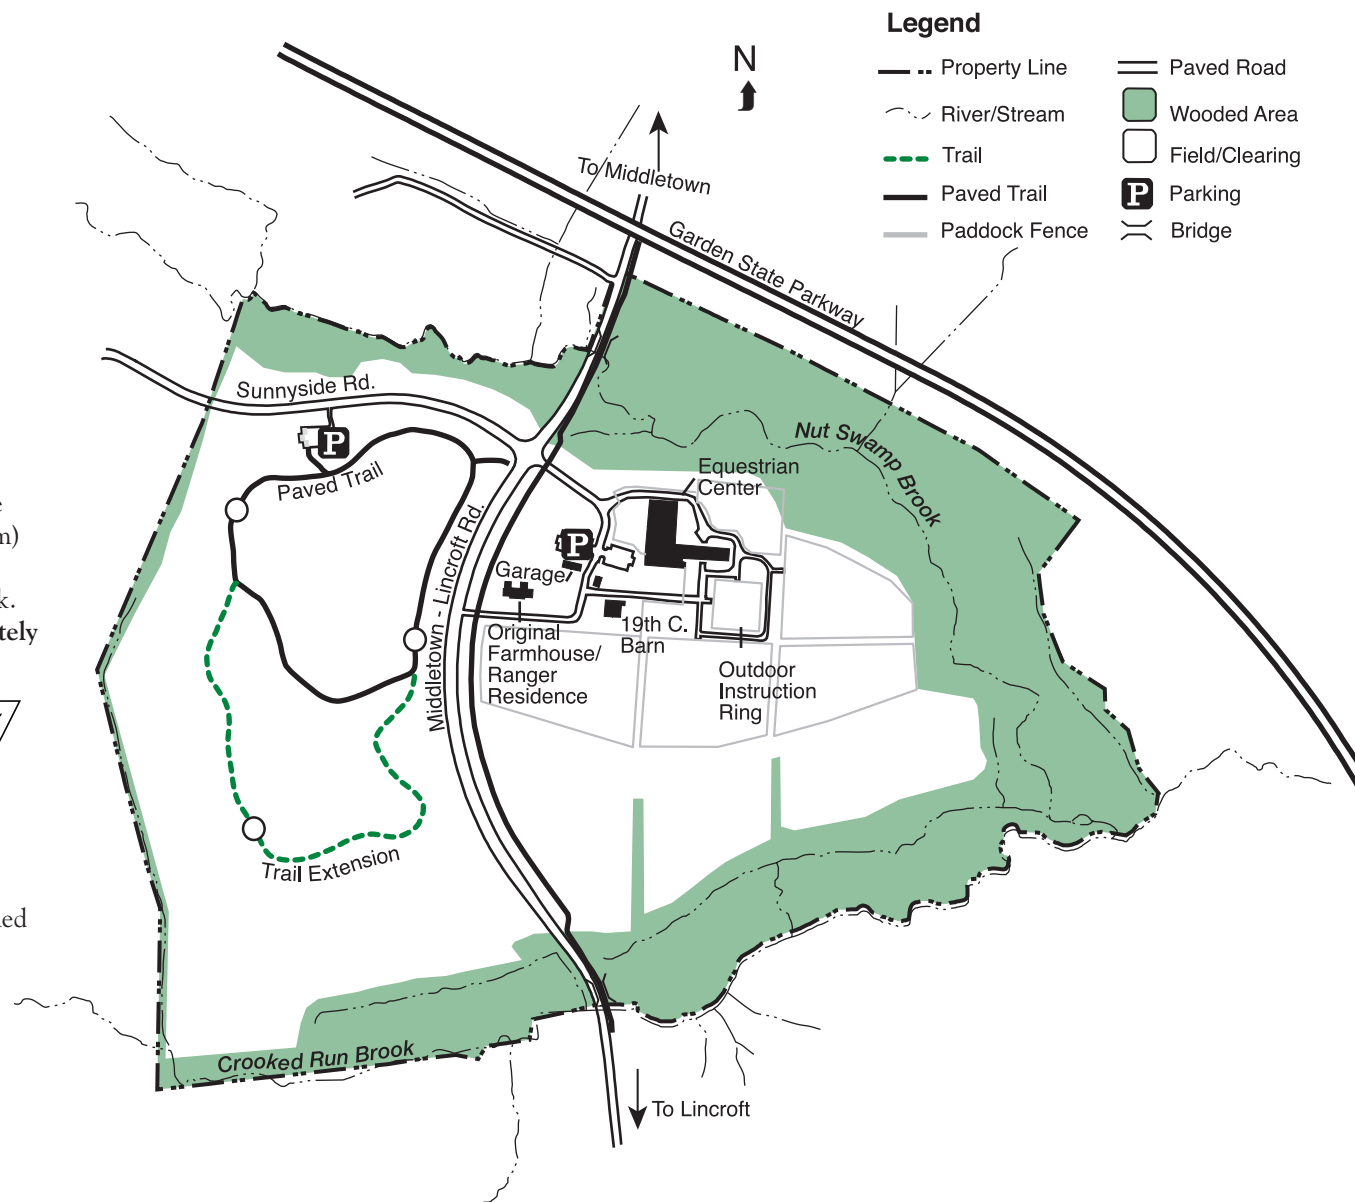 Legend
Property Line
River/Stream
Trail
Paved Trail
Paddock Fence
Paved Road
Wooded Area
Field/Clearing
P Parking
Bridge
N
To Middletown
Garden State Parkway
Sunnyside Rd.
P
Paved Trail
Nut Swamp Brook
Equestrian
Center
Middletown - Lincroft Rd.
P
Garage
Original
Farmhouse/
Ranger
Residence
19th C.
Barn
Outdoor
Instruction
Ring
Trail Extension
Crooked Run Brook
To Lincroft